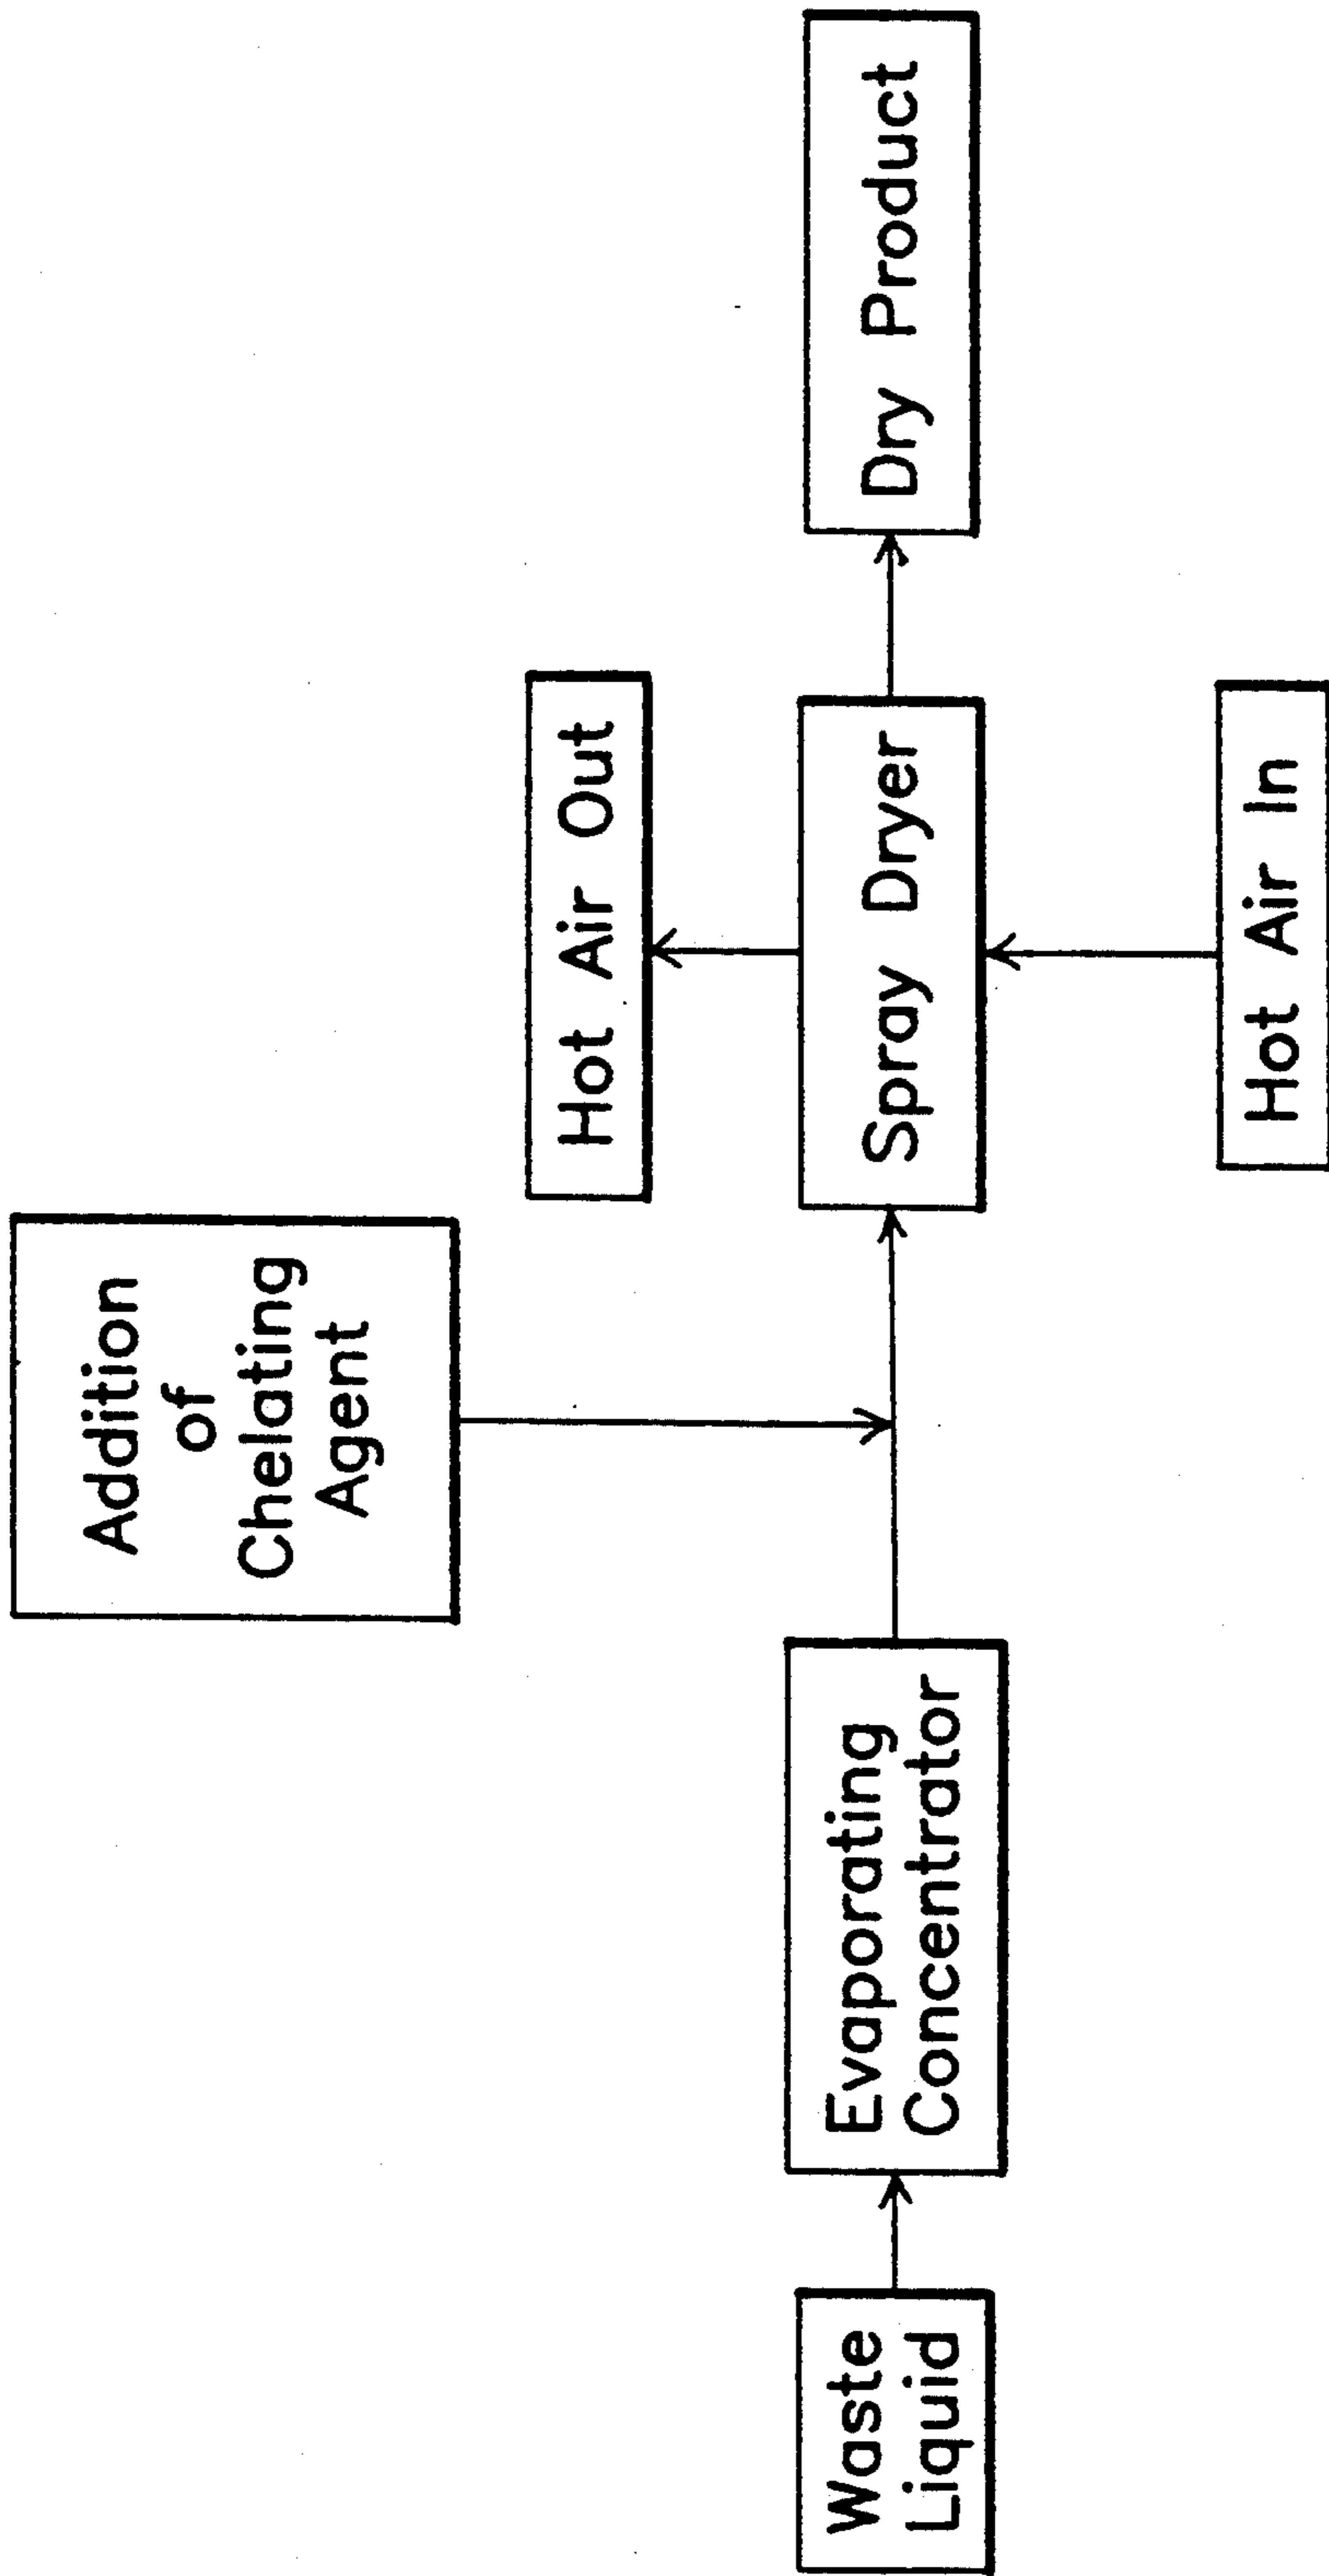 Waste
Liquid
Evaporating
Concentrator
Addition
of
Chelating
Agent
Hot Air Out
Spray Dryer
Hot Air In
Dry Product